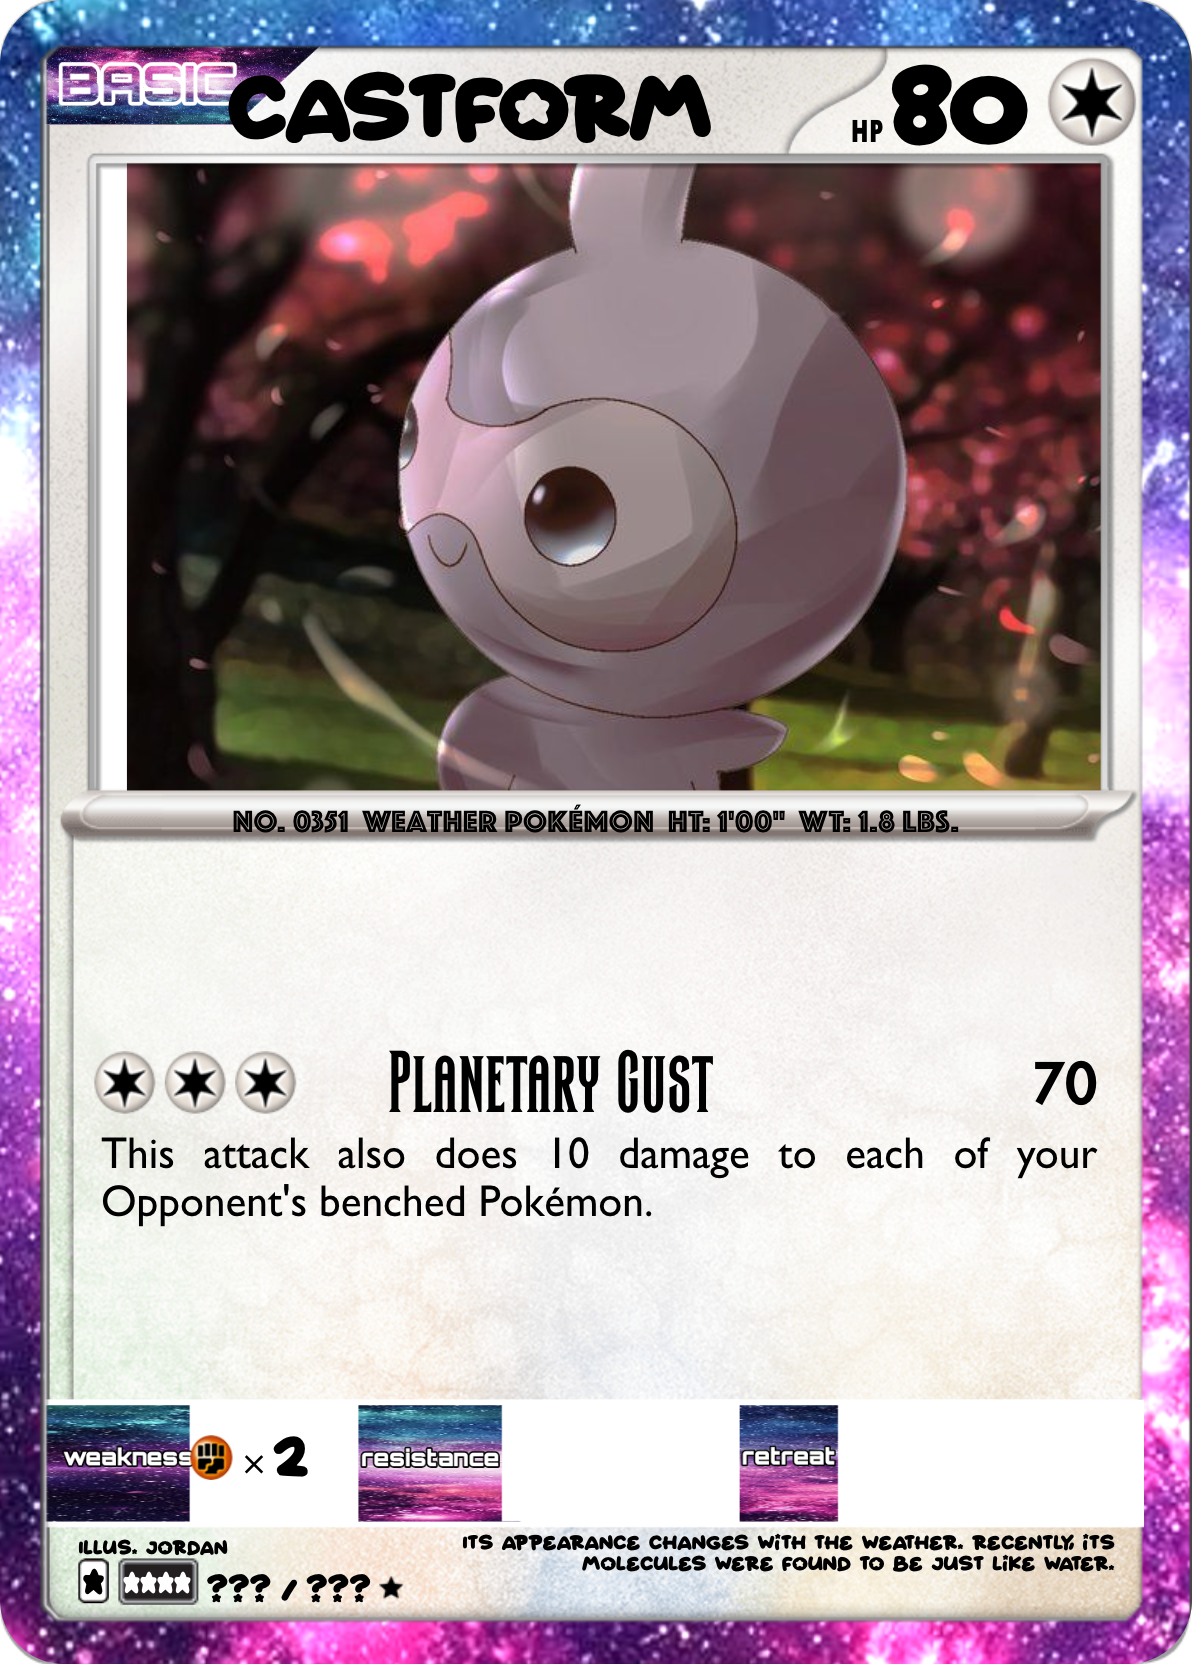 BASIC CASTFORM HP 80
NO. 0351 WEATHER POKÉMON HT: 1'00" WT: 1.8 LBS.
PLANETARY GUST 70
This attack also does 10 damage to each of your
Opponent's benched Pokémon.
weakness × 2 resistance retreat
ILLUS. JORDAN
??? / ???
ITS APPEARANCE CHANGES WITH THE WEATHER. RECENTLY, ITS
MOLECULES WERE FOUND TO BE JUST LIKE WATER.